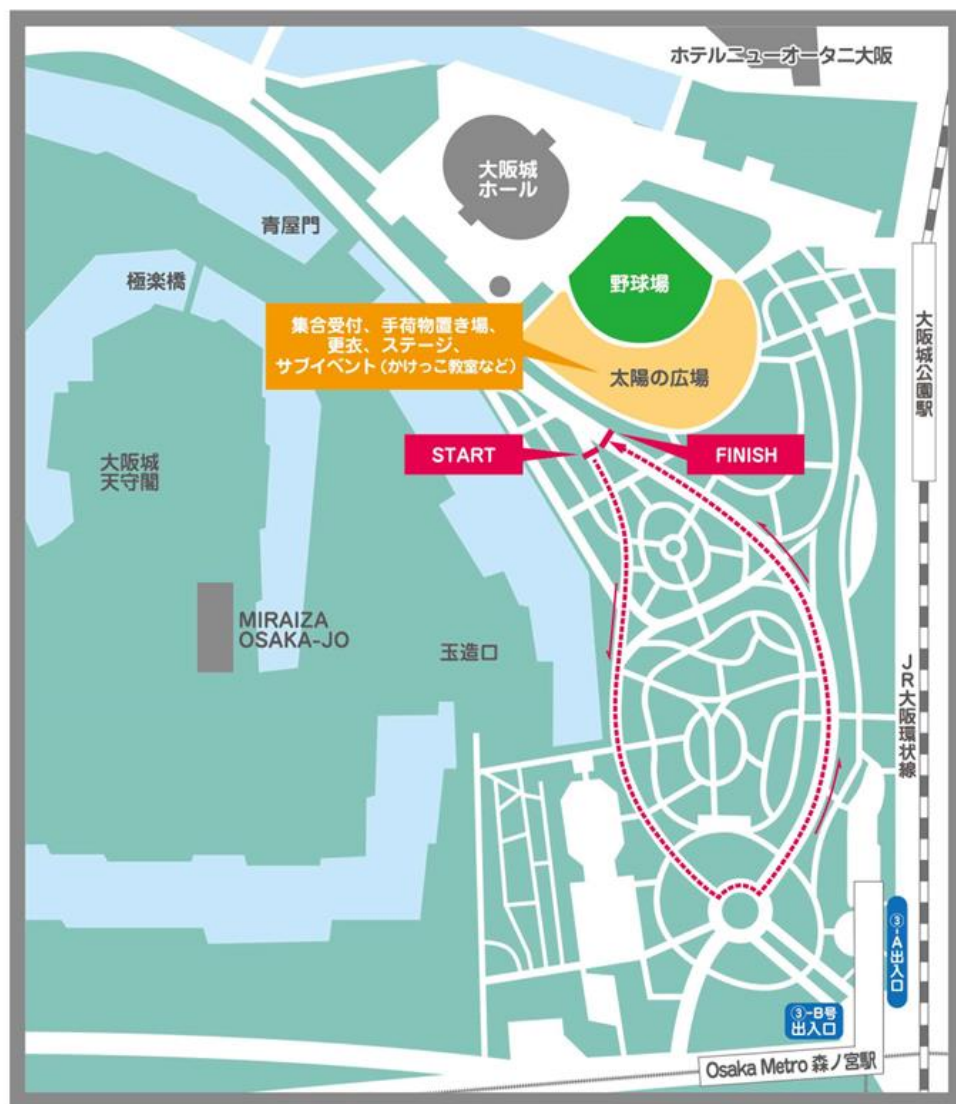 ホテルニューオータニ大阪
大阪城
ホール
青屋門
極楽橋
野球場
大阪城公園駅
集合受付、手荷物置き場、
更衣、ステージ、
サブイベント(かけっこ教室など)
太陽の広場
START
FINISH
大阪城
天守閣
MIRAIZA
OSAKA-JO
玉造口
JR大阪環状線
③-A出入口
③-B号
出入口
Osaka Metro 森ノ宮駅